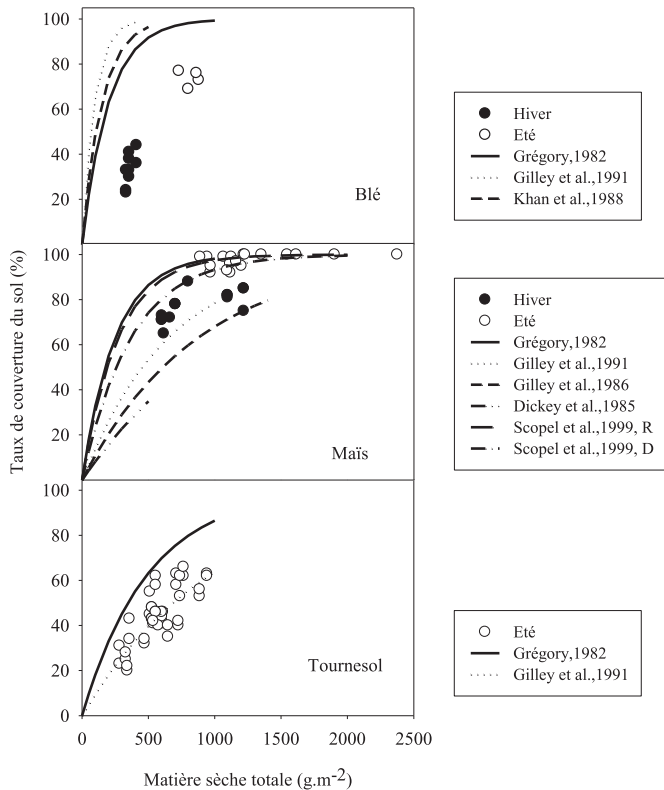 100
80
60
40
20
Blé
Hiver
Eté
Grégory,1982
Gilley et al.,1991
Khan et al.,1988
Taux de couverture du sol (%)
100
80
60
40
20
Maïs
Hiver
Eté
Grégory,1982
Gilley et al.,1991
Gilley et al.,1986
Dickey et al.,1985
Scopel et al.,1999, R
Scopel et al.,1999, D
100
80
60
40
20
0
Tournesol
Eté
Grégory,1982
Gilley et al.,1991
0 500 1000 1500 2000 2500
Matière sèche totale (g.m-2)